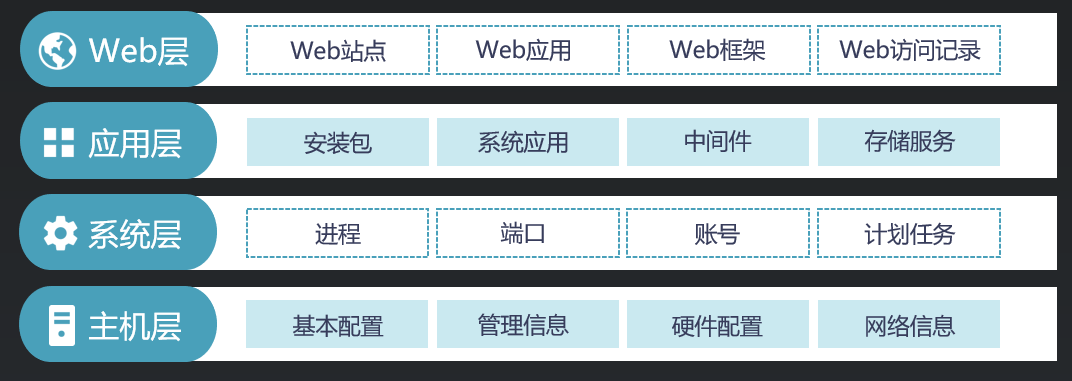 Web层
Web站点
Web应用
Web框架
Web访问记录
应用层
安装包
系统应用
中间件
存储服务
系统层
进程
端口
账号
计划任务
主机层
基本配置
管理信息
硬件配置
网络信息